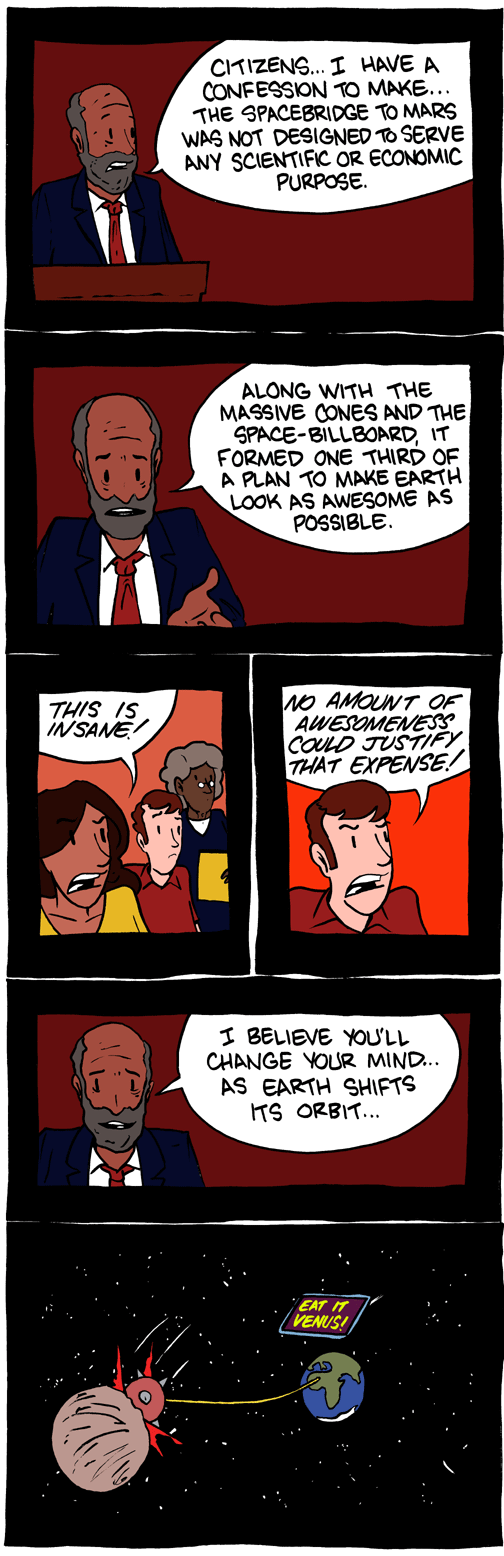 CITIZENS... I HAVE A
CONFESSION TO MAKE...
THE SPACEBRIDGE TO MARS
WAS NOT DESIGNED TO SERVE
ANY SCIENTIFIC OR ECONOMIC
PURPOSE.
ALONG WITH THE
MASSIVE CONES AND THE
SPACE-BILLBOARD, IT
FORMED ONE THIRD OF
A PLAN TO MAKE EARTH
LOOK AS AWESOME AS
POSSIBLE.
THIS IS
INSANE!
NO AMOUNT OF
AWESOMENESS
COULD JUSTIFY
THAT EXPENSE!
I BELIEVE YOU'LL
CHANGE YOUR MIND...
AS EARTH SHIFTS
ITS ORBIT...
EAT IT
VENUS!